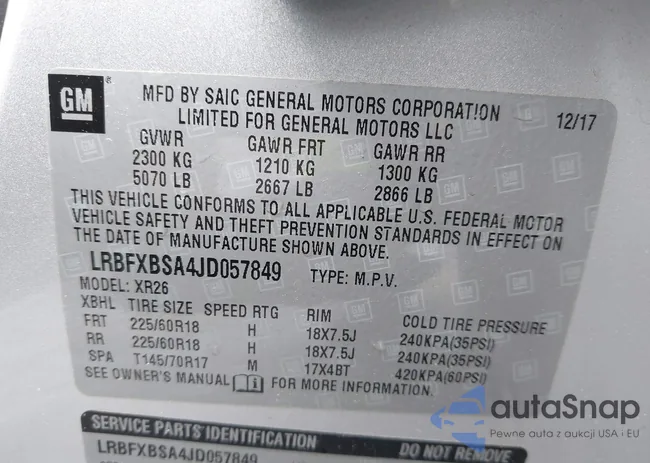 GM
MFD BY SAIC GENERAL MOTORS CORPORATION
LIMITED FOR GENERAL MOTORS LLC
12/17
GVWR GAWR FRT GAWR RR
2300 KG 1210 KG 1300 KG
5070 LB 2667 LB 2866 LB
THIS VEHICLE CONFORMS TO ALL APPLICABLE U.S. FEDERAL MOTOR
VEHICLE SAFETY AND THEFT PREVENTION STANDARDS IN EFFECT ON
THE DATE OF MANUFACTURE SHOWN ABOVE.
LRBFXBSA4JD057849 TYPE: M.P.V.
MODEL: XR26
XBHL TIRE SIZE SPEED RTG RIM COLD TIRE PRESSURE
FRT 225/60R18 H 18X7.5J 240KPA(35PSI)
RR 225/60R18 H 18X7.5J 240KPA(35PSI)
SPA T145/70R17 M 17X4BT 420KPA(60PSI)
SEE OWNER'S MANUAL FOR MORE INFORMATION.
SERVICE PARTS IDENTIFICATION DO NOT REMOVE
LRBFXBSA4JD057849
autaSnap
Pewne auta z aukcji USA i EU